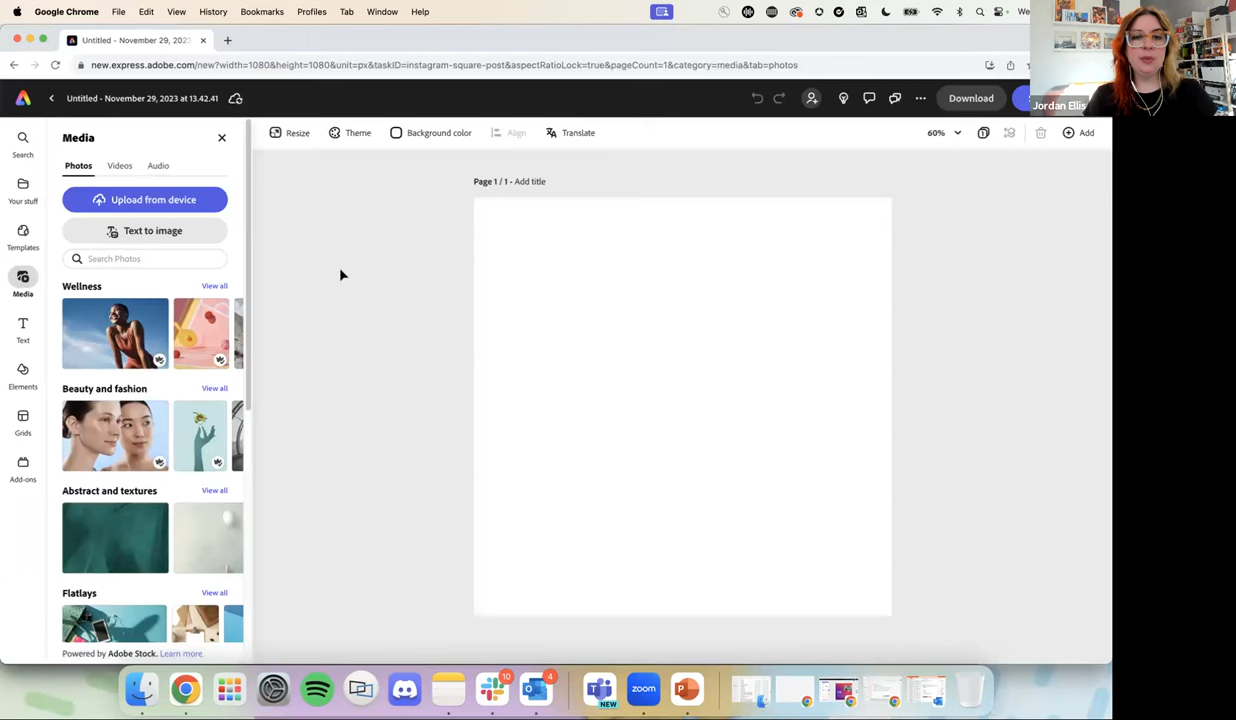 Google Chrome File Edit View History Bookmarks Profiles Tab Window Help We
Untitled - November 29, 2023
new.express.adobe.com/new?width=1080&height=1080&unit=px&taskID=instagram-square-post&aspectRatioLock=true&pageCount=1&category=media&tab=photos
Jordan Ellis
Untitled - November 29, 2023 at 13.42.41
Download
Search
Your stuff
Templates
Media
Text
Elements
Grids
Add-ons
Media
Photos Videos Audio
Upload from device
Text to image
Search Photos
Wellness View all
Beauty and fashion View all
Abstract and textures View all
Flatlays View all
Powered by Adobe Stock. Learn more.
Resize Theme Background color Align Translate 60% 1 Add
Page 1 / 1 - Add title
10
4
NEW
zoom